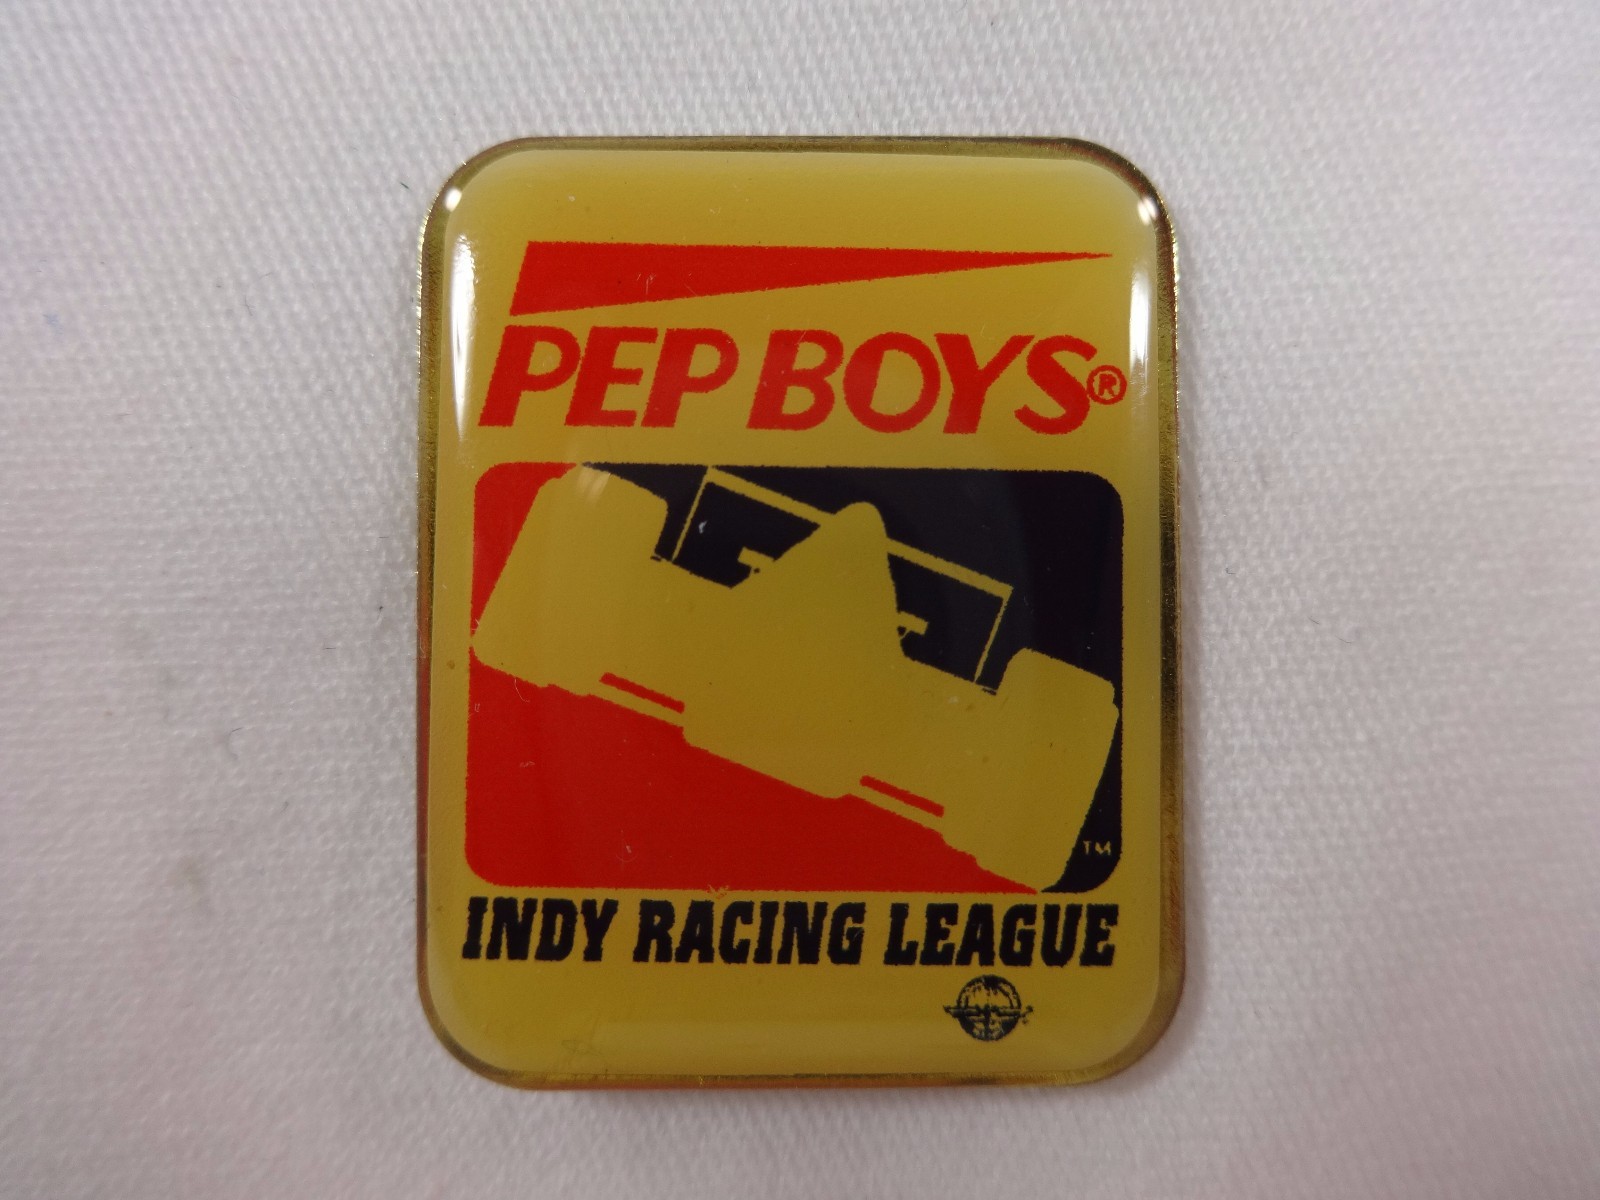 PEP BOYS®
TM
INDY RACING LEAGUE